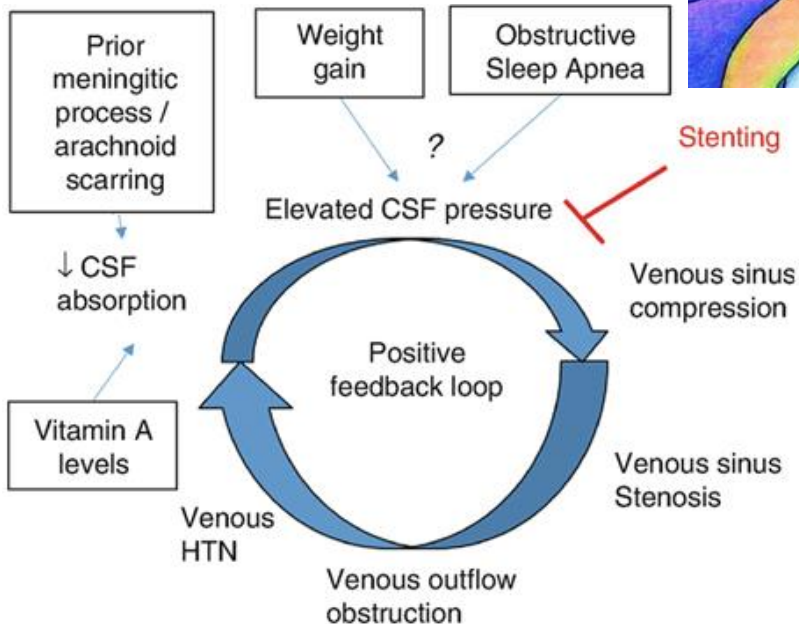 Prior
meningitic
process /
arachnoid
scarring
Weight
gain
Obstructive
Sleep Apnea
?
Stenting
Elevated CSF pressure
↓ CSF
absorption
Venous sinus
compression
Positive
feedback loop
Vitamin A
levels
Venous sinus
Stenosis
Venous
HTN
Venous outflow
obstruction